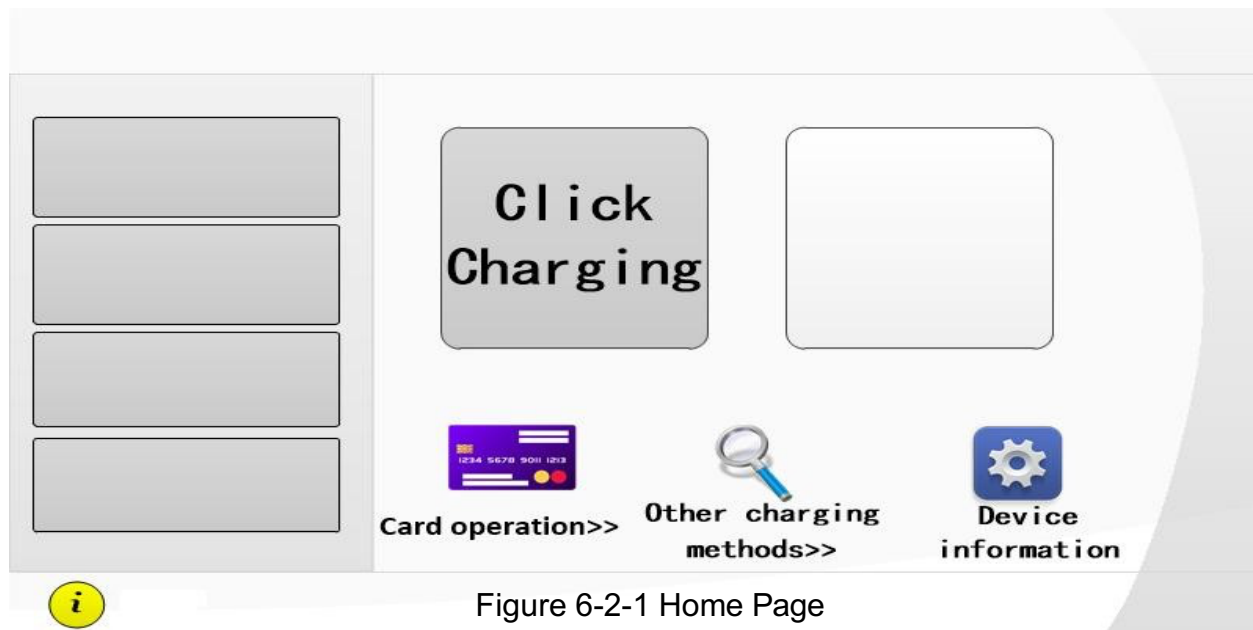 Click
Charging
1234 5678 9011 1213
Card operation>>
Other charging
methods>>
Device
information
i
Figure 6-2-1 Home Page